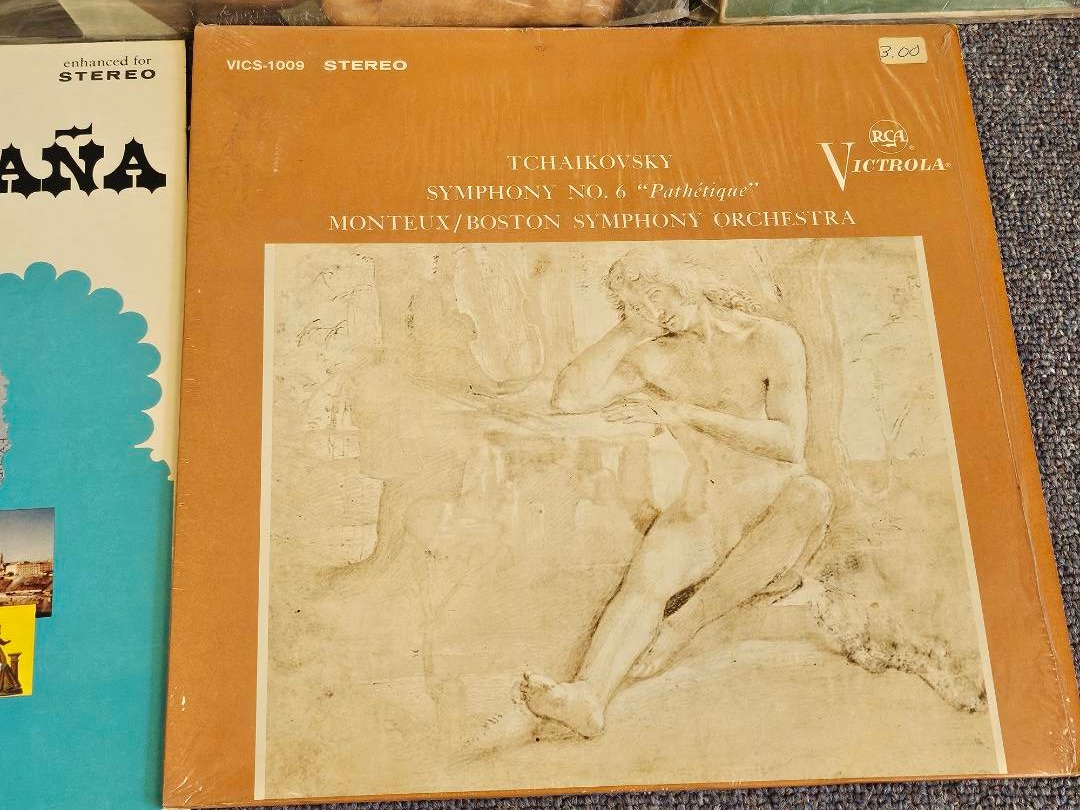 enhanced for
STEREO
AÑA
VICS-1009 STEREO
3.00
RCA
VICTROLA®
TCHAIKOVSKY
SYMPHONY NO. 6 “Pathétique”
MONTEUX/BOSTON SYMPHONY ORCHESTRA